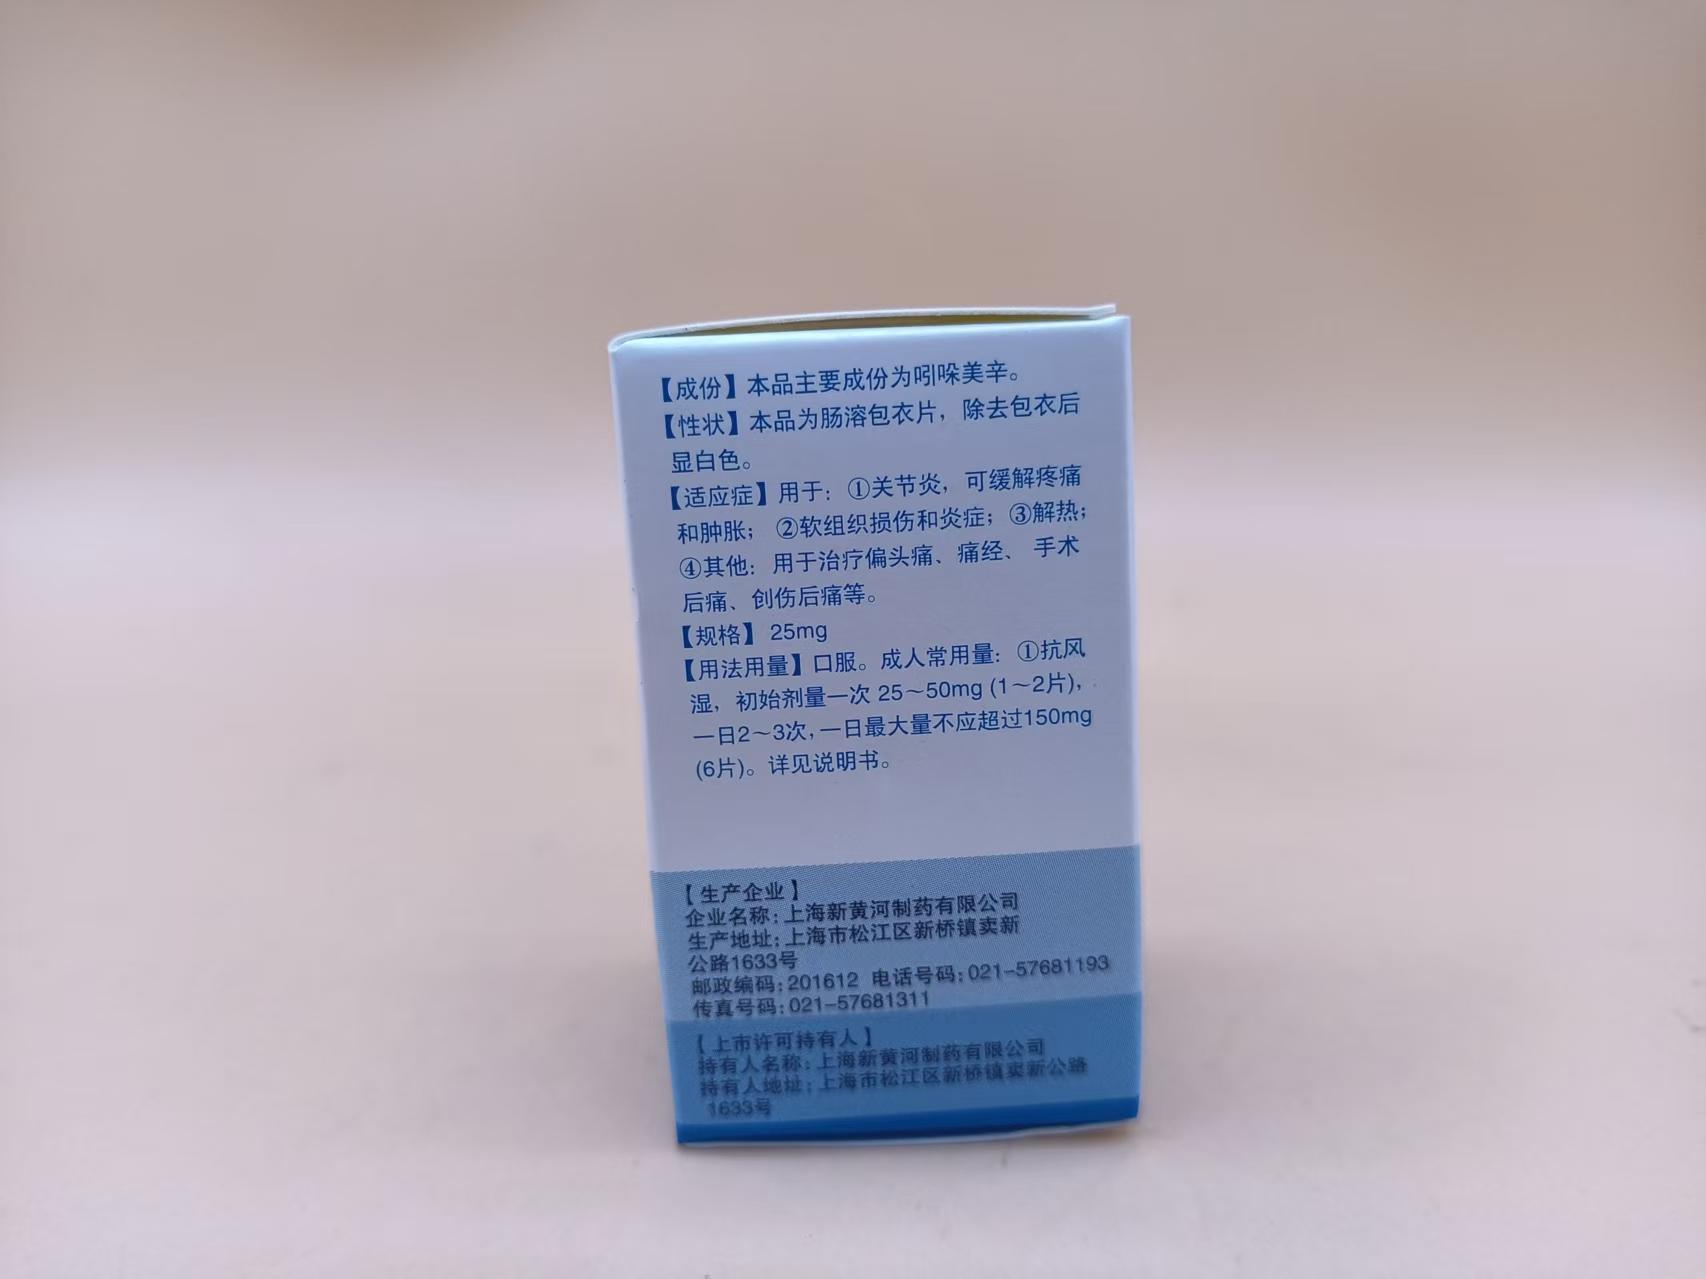 【成份】本品主要成份为吲哚美辛。
【性状】本品为肠溶包衣片，除去包衣后
显白色。
【适应症】用于：①关节炎，可缓解疼痛
和肿胀；②软组织损伤和炎症；③解热；
④其他：用于治疗偏头痛、痛经、手术
后痛、创伤后痛等。
【规格】25mg
【用法用量】口服。成人常用量：①抗风
湿，初始剂量一次 25～50mg (1～2片)，
一日2～3次，一日最大量不应超过150mg
(6片)。详见说明书。
【生产企业】
企业名称：上海新黄河制药有限公司
生产地址：上海市松江区新桥镇卖新
公路1633号
邮政编码：201612 电话号码：021-57681193
传真号码：021-57681311
【上市许可持有人】
持有人名称：上海新黄河制药有限公司
持有人地址：上海市松江区新桥镇卖新公路
1633号